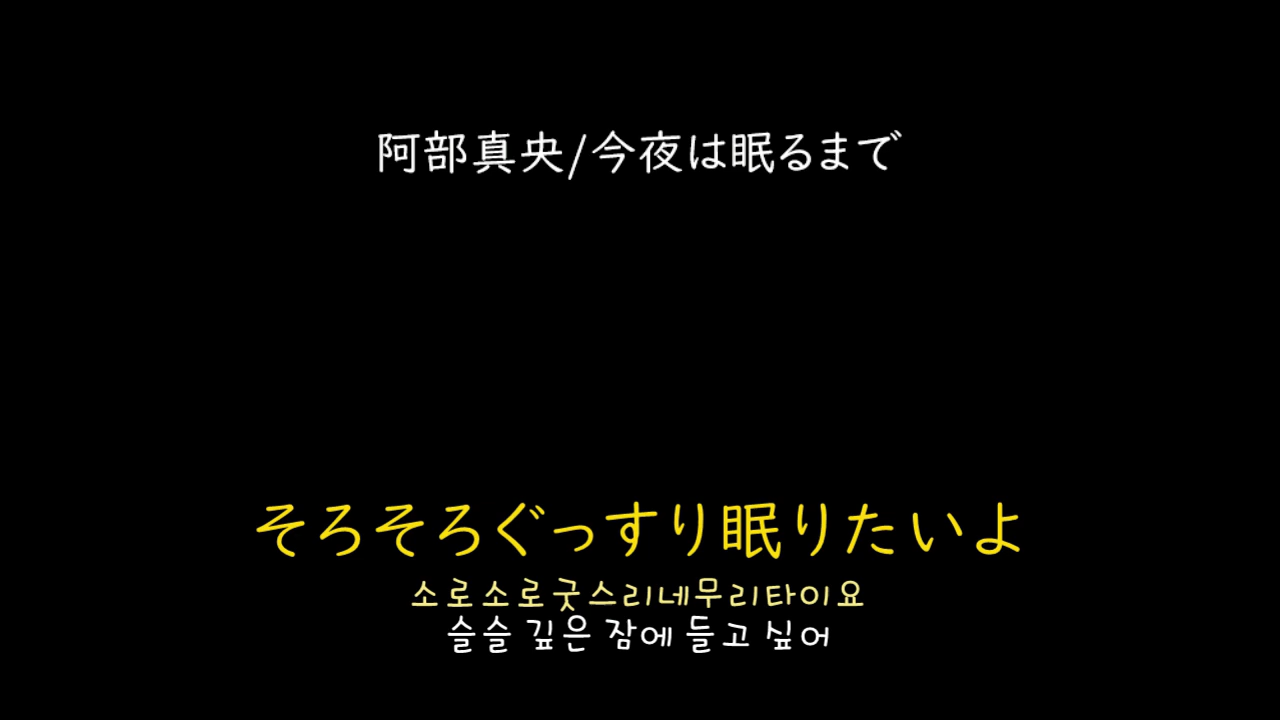 阿部真央/今夜は眠るまで
そろそろぐっすり眠りたいよ
소로소로굿스리네무리타이요
슬슬 깊은 잠에 들고 싶어